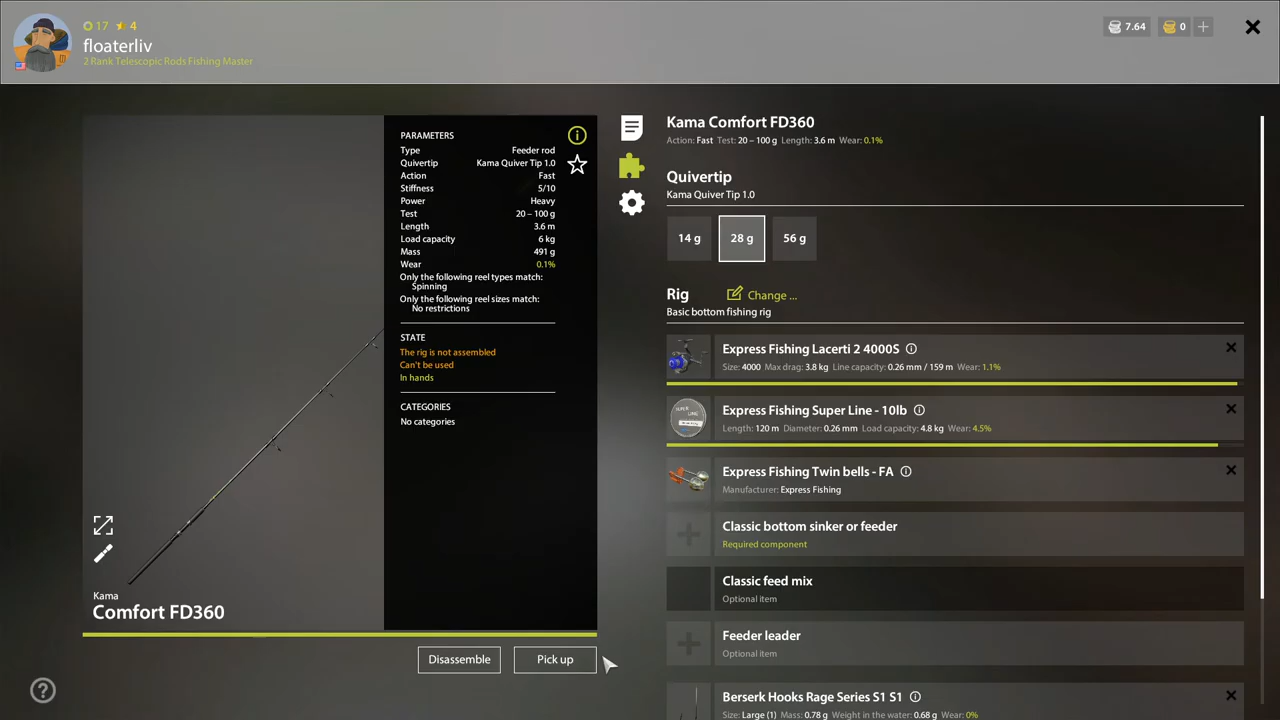 17 4
floaterliv
2 Rank Telescopic Rods Fishing Master
7.64 0 +
PARAMETERS
Type Feeder rod
Quivertip Kama Quiver Tip 1.0
Action Fast
Stiffness 5/10
Power Heavy
Test 20 – 100 g
Length 3.6 m
Load capacity 6 kg
Mass 491 g
Wear 0.1%
Only the following reel types match:
Spinning
Only the following reel sizes match:
No restrictions
STATE
The rig is not assembled
Can't be used
In hands
CATEGORIES
No categories
Kama
Comfort FD360
Disassemble Pick up
?
Kama Comfort FD360
Action: Fast Test: 20 – 100 g Length: 3.6 m Wear: 0.1%
Quivertip
Kama Quiver Tip 1.0
14 g 28 g 56 g
Rig Change ...
Basic bottom fishing rig
Express Fishing Lacerti 2 4000S
Size: 4000 Max drag: 3.8 kg Line capacity: 0.26 mm / 159 m Wear: 1.1%
Express Fishing Super Line - 10lb
Length: 120 m Diameter: 0.26 mm Load capacity: 4.8 kg Wear: 4.5%
Express Fishing Twin bells - FA
Manufacturer: Express Fishing
Classic bottom sinker or feeder
Required component
Classic feed mix
Optional item
Feeder leader
Optional item
Berserk Hooks Rage Series S1 S1
Size: Large (1) Mass: 0.78 g Weight in the water: 0.68 g Wear: 0%